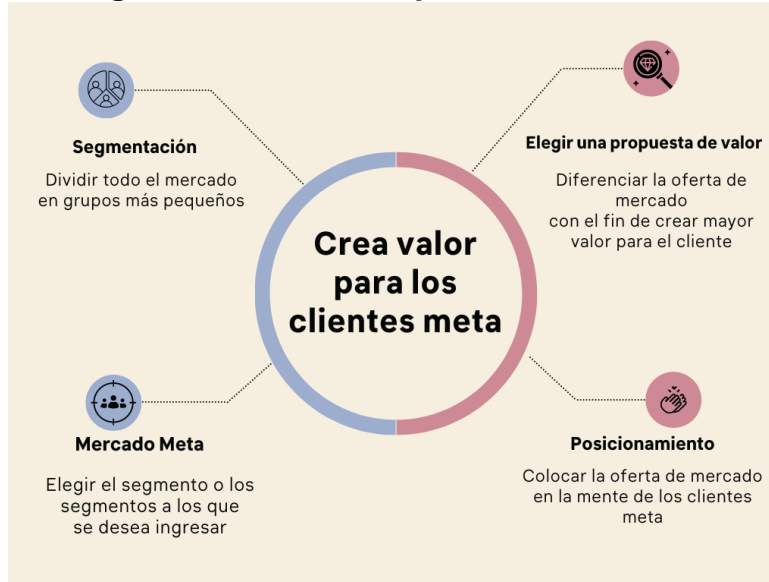 Segmentación
Dividir todo el mercado
en grupos más pequeños
Elegir una propuesta de valor
Diferenciar la oferta de
mercado
con el fin de crear mayor
valor para el cliente
Crea valor
para los
clientes meta
Mercado Meta
Elegir el segmento o los
segmentos a los que
se desea ingresar
Posicionamiento
Colocar la oferta de mercado
en la mente de los clientes
meta